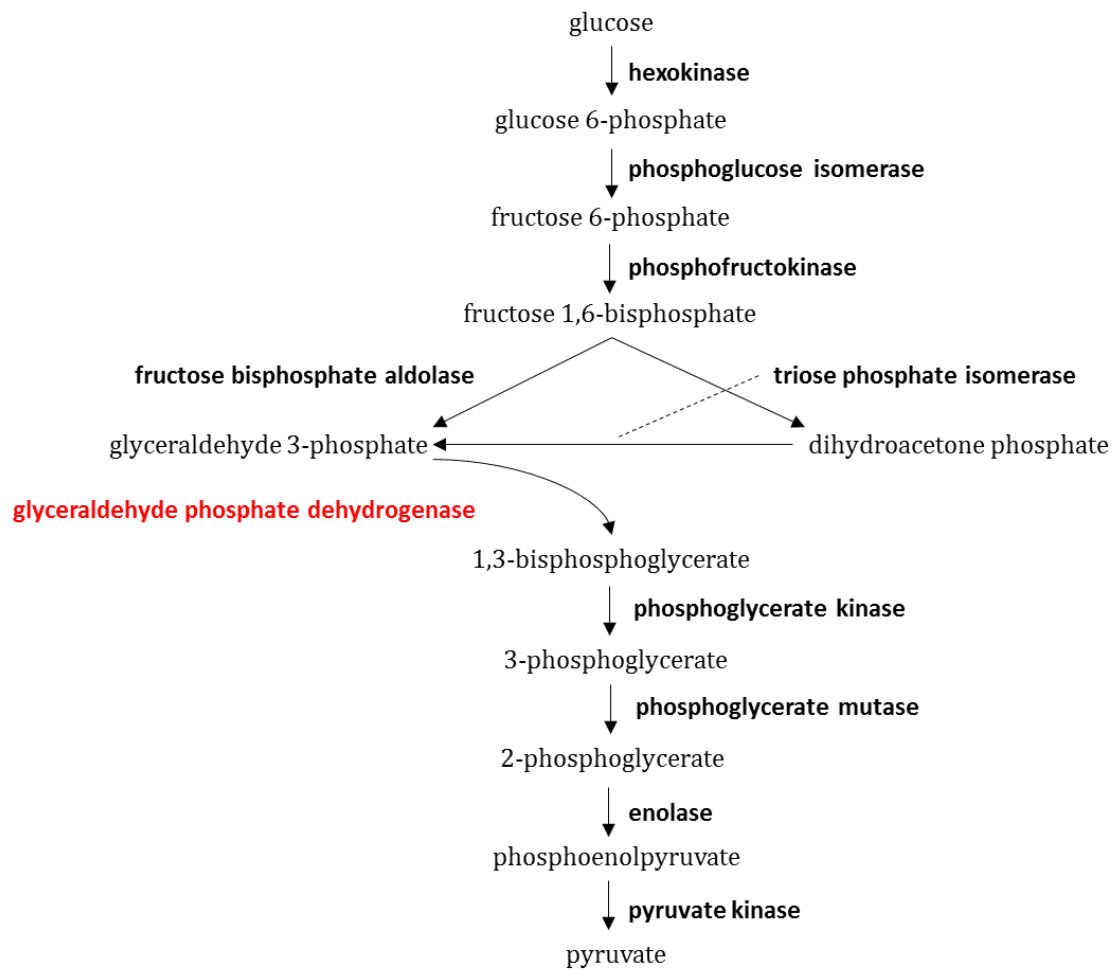 glucose
hexokinase
glucose 6-phosphate
phosphoglucose isomerase
fructose 6-phosphate
phosphofructokinase
fructose 1,6-bisphosphate
fructose bisphosphate aldolase
triose phosphate isomerase
glyceraldehyde 3-phosphate
dihydroacetone phosphate
glyceraldehyde phosphate dehydrogenase
1,3-bisphosphoglycerate
phosphoglycerate kinase
3-phosphoglycerate
phosphoglycerate mutase
2-phosphoglycerate
enolase
phosphoenolpyruvate
pyruvate kinase
pyruvate